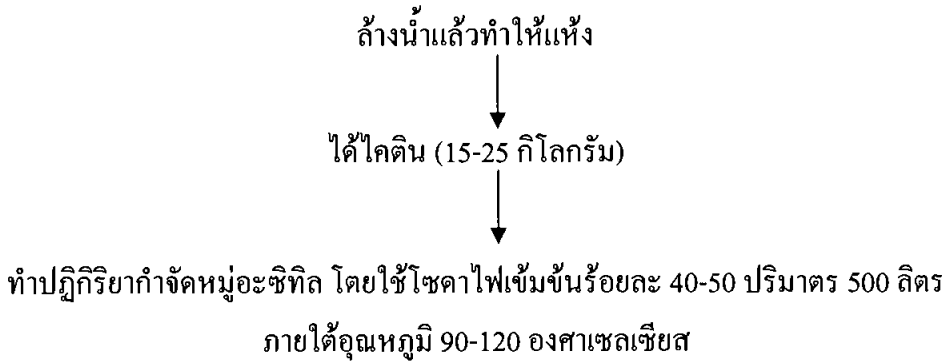 ล้างน้ำแล้วทำให้แห้ง
ได้ไคติน (15-25 กิโลกรัม)
ทำปฏิกิริยากำจัดหมู่อะซิทิล โดยใช้โซดาไฟเข้มข้นร้อยละ 40-50 ปริมาตร 500 ลิตร
ภายใต้อุณหภูมิ 90-120 องศาเซลเซียส